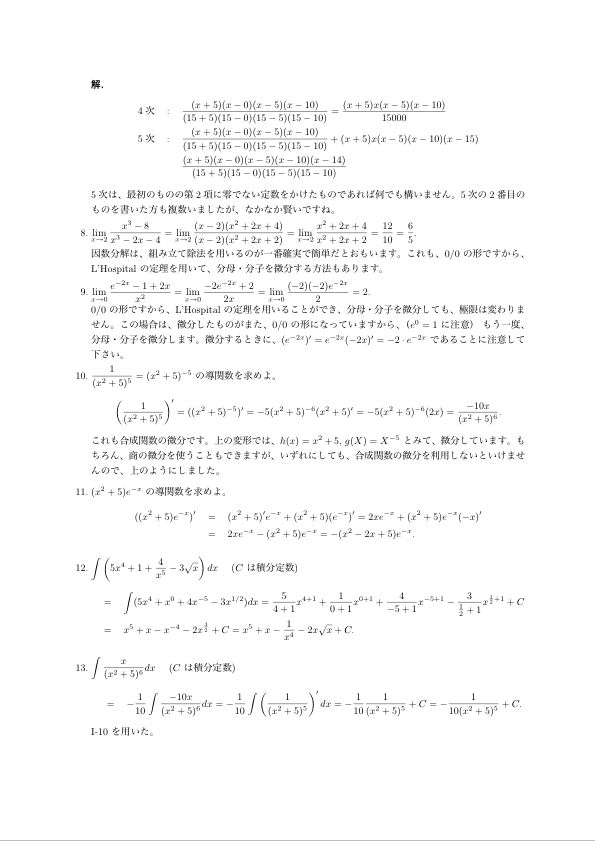 解.
4 次 : \frac{(x+5)(x-0)(x-5)(x-10)}{(15+5)(15-0)(15-5)(15-10)} = \frac{(x+5)x(x-5)(x-10)}{15000}
5 次 : \frac{(x+5)(x-0)(x-5)(x-10)}{(15+5)(15-0)(15-5)(15-10)} + (x+5)x(x-5)(x-10)(x-15)
\frac{(x+5)(x-0)(x-5)(x-10)(x-14)}{(15+5)(15-0)(15-5)(15-10)}
5 次は、最初のものの第 2 項に零でない定数をかけたものであれば何でも構いません。5 次の 2 番目の
ものを書いた方も複数いましたが、なかなか賢いですね。
8. \lim_{x→2} \frac{x^3-8}{x^3-2x-4} = \lim_{x→2} \frac{(x-2)(x^2+2x+4)}{(x-2)(x^2+2x+2)} = \lim_{x→2} \frac{x^2+2x+4}{x^2+2x+2} = \frac{12}{10} = \frac{6}{5}.
因数分解は、組み立て除法を用いるのが一番確実で簡単だとおもいます。これも、0/0 の形ですから、
L'Hospital の定理を用いて、分母・分子を微分する方法もあります。
9. \lim_{x→0} \frac{e^{-2x}-1+2x}{x^2} = \lim_{x→0} \frac{-2e^{-2x}+2}{2x} = \lim_{x→0} \frac{(-2)(-2)e^{-2x}}{2} = 2.
0/0 の形ですから、L'Hospital の定理を用いることができ、分母・分子を微分しても、極限は変わりま
せん。この場合は、微分したものがまた、0/0 の形になっていますから、(e^0 = 1 に注意) もう一度、
分母・分子を微分します。微分するときに、(e^{-2x})' = e^{-2x}(-2x)' = -2·e^{-2x} であることに注意して
下さい。
10. \frac{1}{(x^2+5)^5} = (x^2+5)^{-5} の導関数を求めよ。
\left(\frac{1}{(x^2+5)^5}\right)' = ((x^2+5)^{-5})' = -5(x^2+5)^{-6}(x^2+5)' = -5(x^2+5)^{-6}(2x) = \frac{-10x}{(x^2+5)^6}.
これも合成関数の微分です。上の変形では、h(x) = x^2+5, g(X) = X^{-5} とみて、微分しています。も
ちろん、商の微分を使うこともできますが、いずれにしても、合成関数の微分を利用しないといけませ
んので、上のようにしました。
11. (x^2+5)e^{-x} の導関数を求めよ。
((x^2+5)e^{-x})' = (x^2+5)'e^{-x} + (x^2+5)(e^{-x})' = 2xe^{-x} + (x^2+5)e^{-x}(-x)'
= 2xe^{-x} - (x^2+5)e^{-x} = -(x^2-2x+5)e^{-x}.
12. \int \left(5x^4+1+\frac{4}{x^5}-3\sqrt{x}\right) dx (C は積分定数)
= \int (5x^4+x^0+4x^{-5}-3x^{1/2})dx = \frac{5}{4+1}x^{4+1} + \frac{1}{0+1}x^{0+1} + \frac{4}{-5+1}x^{-5+1} - \frac{3}{\frac{1}{2}+1}x^{\frac{1}{2}+1} + C
= x^5+x-x^{-4}-2x^{\frac{3}{2}}+C = x^5+x-\frac{1}{x^4}-2x\sqrt{x}+C.
13. \int \frac{x}{(x^2+5)^6}dx (C は積分定数)
= -\frac{1}{10}\int \frac{-10x}{(x^2+5)^6}dx = -\frac{1}{10}\int \left(\frac{1}{(x^2+5)^5}\right)' dx = -\frac{1}{10}\frac{1}{(x^2+5)^5} + C = -\frac{1}{10(x^2+5)^5} + C.
I-10 を用いた。